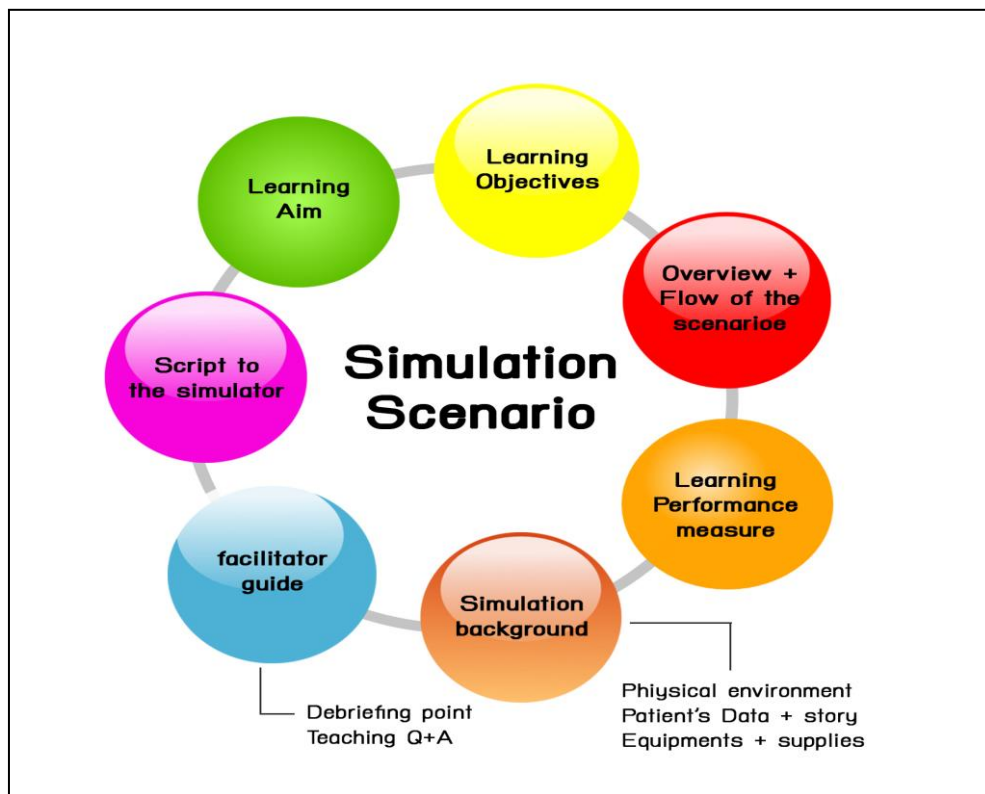 Simulation
Scenario
Learning
Aim
Learning
Objectives
Overview +
Flow of the
scenarioe
Learning
Performance
measure
Simulation
background
Phiysical environment
Patient's Data + story
Equipments + supplies
facilitator
guide
Debriefing point
Teaching Q+A
Script to
the simulator